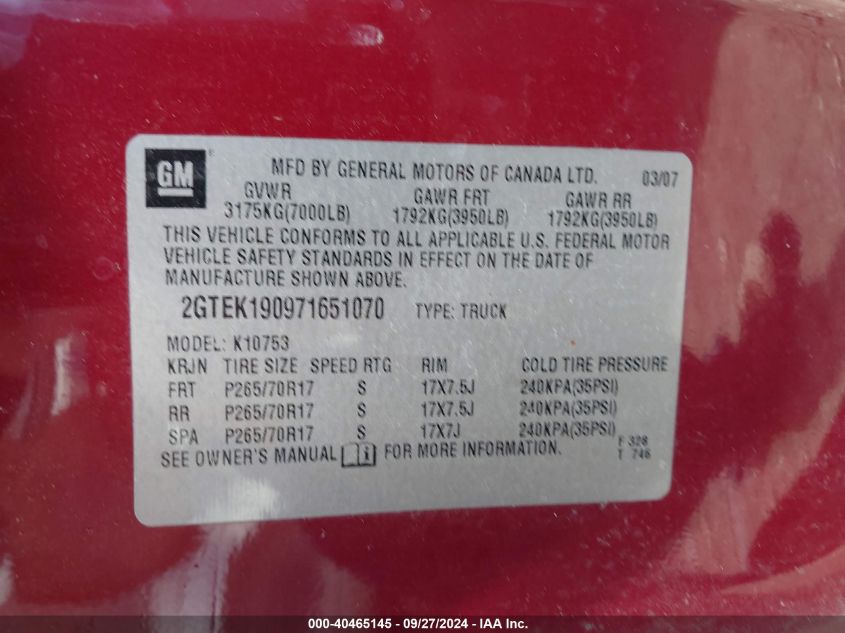 GM
MFD BY GENERAL MOTORS OF CANADA LTD. 03/07
GVWR GAWR FRT GAWR RR
3175KG(7000LB) 1792KG(3950LB) 1792KG(3950LB)
THIS VEHICLE CONFORMS TO ALL APPLICABLE U.S. FEDERAL MOTOR
VEHICLE SAFETY STANDARDS IN EFFECT ON THE DATE OF
MANUFACTURE SHOWN ABOVE.
2GTEK190971651070 TYPE: TRUCK
MODEL: K10753
KRJN TIRE SIZE SPEED RTG RIM COLD TIRE PRESSURE
FRT P265/70R17 S 17X7.5J 240KPA(35PSI)
RR P265/70R17 S 17X7.5J 240KPA(35PSI)
SPA P265/70R17 S 17X7J 240KPA(35PSI)
SEE OWNER'S MANUAL i FOR MORE INFORMATION.
F 328
T 746
000-40465145 - 09/27/2024 - IAA Inc.